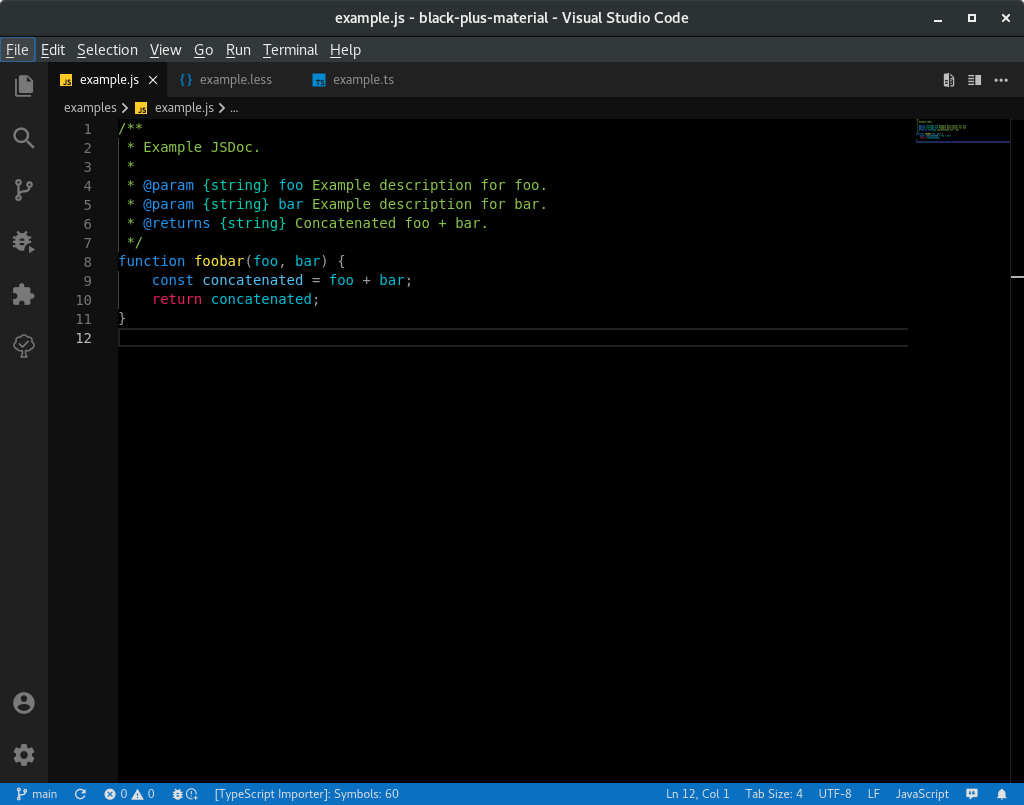 example.js - black-plus-material - Visual Studio Code
File Edit Selection View Go Run Terminal Help
JS example.js {} example.less TS example.ts
examples JS example.js ...
1 /**
2 * Example JSDoc.
3 *
4 * @param {string} foo Example description for foo.
5 * @param {string} bar Example description for bar.
6 * @returns {string} Concatenated foo + bar.
7 */
8 function foobar(foo, bar) {
9 const concatenated = foo + bar;
10 return concatenated;
11 }
12
main 0 0 [TypeScript Importer]: Symbols: 60 Ln 12, Col 1 Tab Size: 4 UTF-8 LF JavaScript